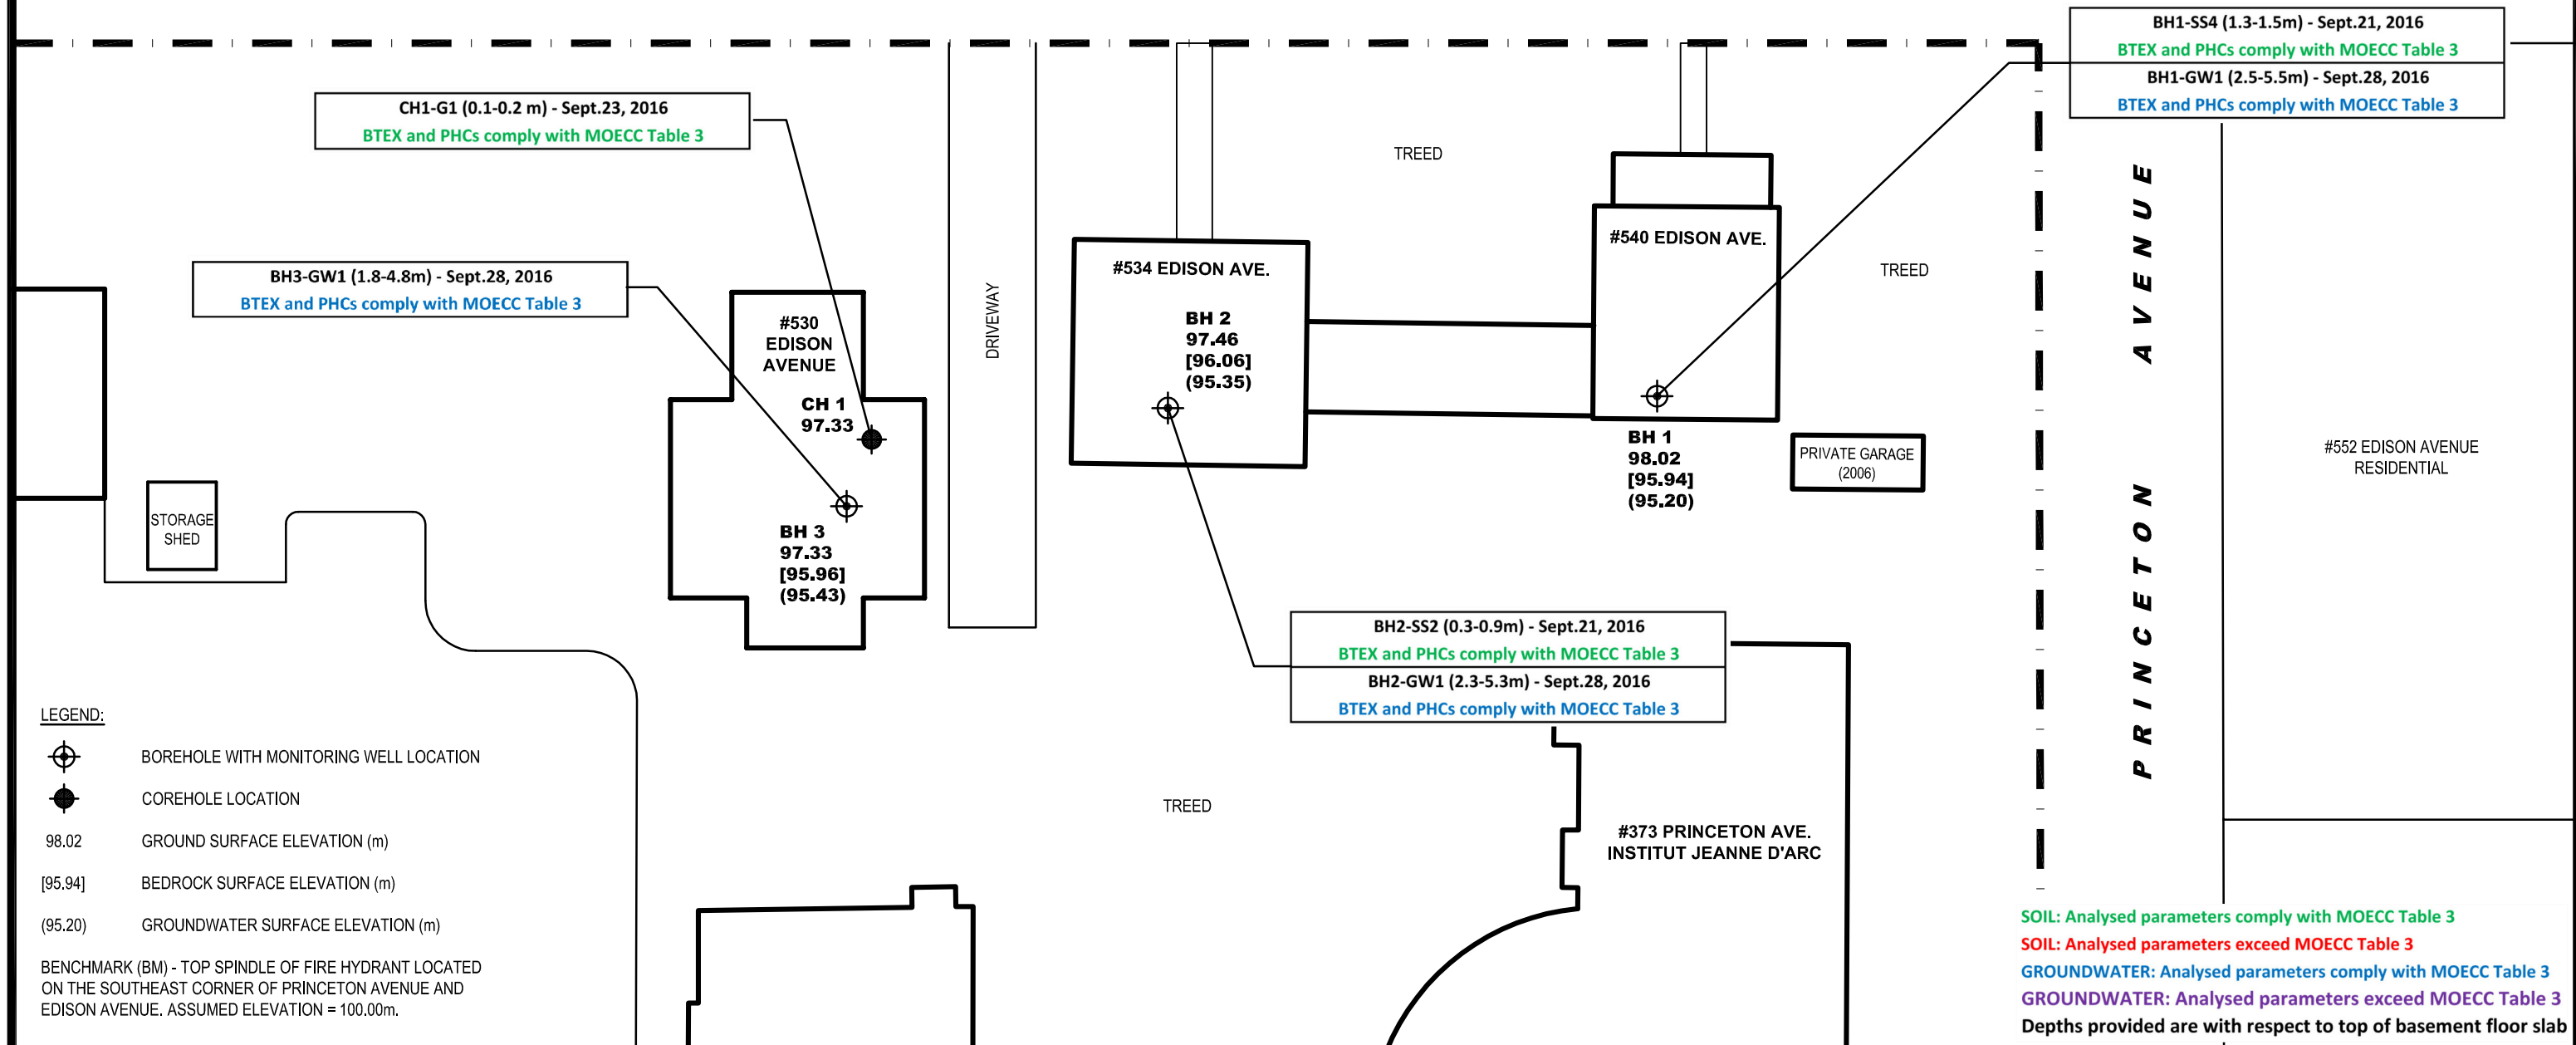 BH1-SS4 (1.3-1.5m) - Sept.21, 2016
BTEX and PHCs comply with MOECC Table 3
BH1-GW1 (2.5-5.5m) - Sept.28, 2016
BTEX and PHCs comply with MOECC Table 3
CH1-G1 (0.1-0.2 m) - Sept.23, 2016
BTEX and PHCs comply with MOECC Table 3
TREED
#540 EDISON AVE.
#534 EDISON AVE.
TREED
BH3-GW1 (1.8-4.8m) - Sept.28, 2016
BTEX and PHCs comply with MOECC Table 3
#530
EDISON
AVENUE
DRIVEWAY
BH 2
97.46
[96.06]
(95.35)
CH 1
97.33
BH 1
98.02
[95.94]
(95.20)
PRIVATE GARAGE
(2006)
PRINCETON AVENUE
#552 EDISON AVENUE
RESIDENTIAL
STORAGE
SHED
BH 3
97.33
[95.96]
(95.43)
BH2-SS2 (0.3-0.9m) - Sept.21, 2016
BTEX and PHCs comply with MOECC Table 3
BH2-GW1 (2.3-5.3m) - Sept.28, 2016
BTEX and PHCs comply with MOECC Table 3
TREED
#373 PRINCETON AVE.
INSTITUT JEANNE D'ARC
LEGEND:
BOREHOLE WITH MONITORING WELL LOCATION
COREHOLE LOCATION
98.02 GROUND SURFACE ELEVATION (m)
[95.94] BEDROCK SURFACE ELEVATION (m)
(95.20) GROUNDWATER SURFACE ELEVATION (m)
BENCHMARK (BM) - TOP SPINDLE OF FIRE HYDRANT LOCATED
ON THE SOUTHEAST CORNER OF PRINCETON AVENUE AND
EDISON AVENUE. ASSUMED ELEVATION = 100.00m.
SOIL: Analysed parameters comply with MOECC Table 3
SOIL: Analysed parameters exceed MOECC Table 3
GROUNDWATER: Analysed parameters comply with MOECC Table 3
GROUNDWATER: Analysed parameters exceed MOECC Table 3
Depths provided are with respect to top of basement floor slab